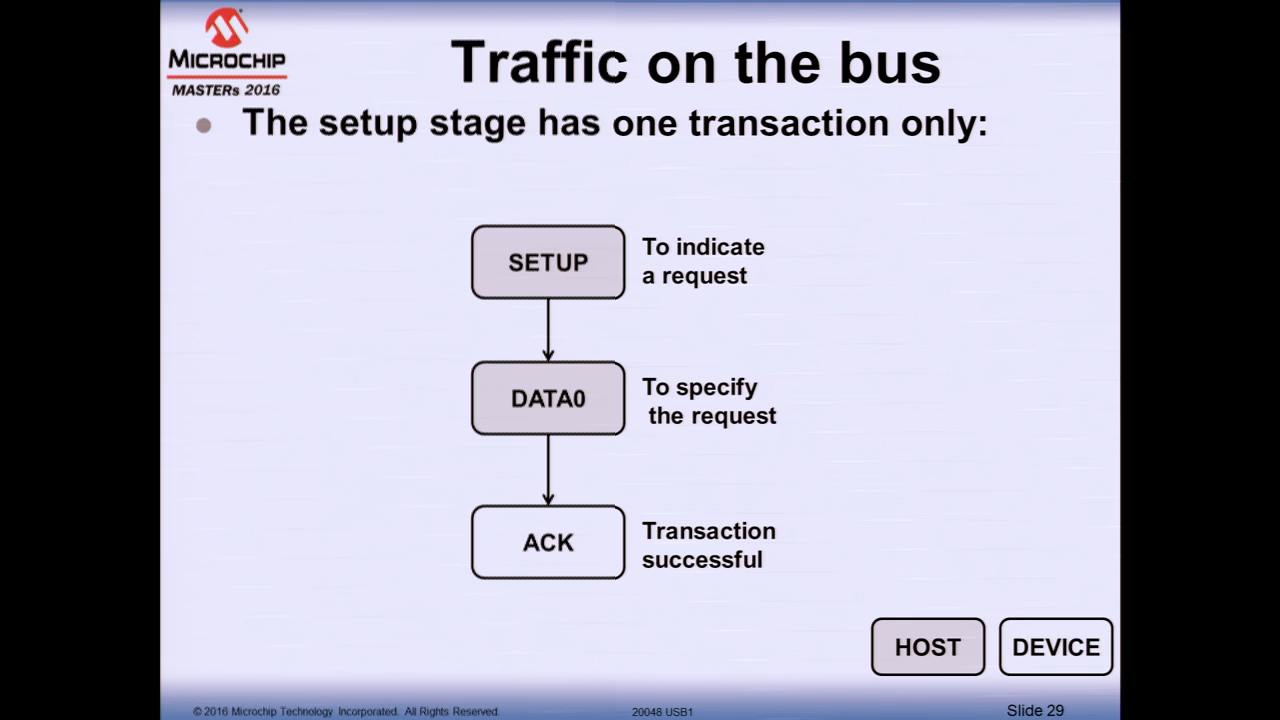 MICROCHIP
MASTERs 2016
Traffic on the bus
The setup stage has one transaction only:
SETUP
To indicate
a request
DATA0
To specify
the request
ACK
Transaction
successful
HOST
DEVICE
© 2016 Microchip Technology Incorporated. All Rights Reserved.
20048 USB1
Slide 29